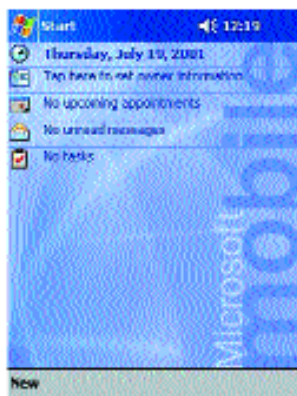 Start 12:19
Thursday, July 19, 2001
Tap here to set owner information
No upcoming appointments
No unread messages
No tasks
Microsoft
mobile
New